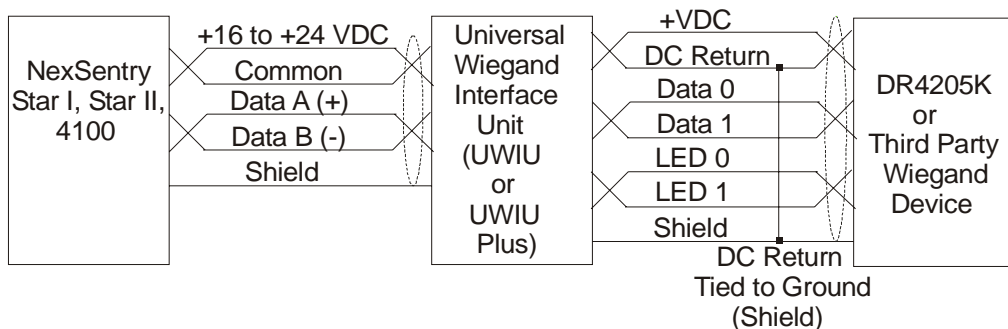 NexSentry
Star I, Star II,
4100
+16 to +24 VDC
Common
Data A (+)
Data B (-)
Shield
Universal
Wiegand
Interface
Unit
(UWIU
or
UWIU
Plus)
+VDC
DC Return
Data 0
Data 1
LED 0
LED 1
Shield
DC Return
Tied to Ground
(Shield)
DR4205K
or
Third Party
Wiegand
Device